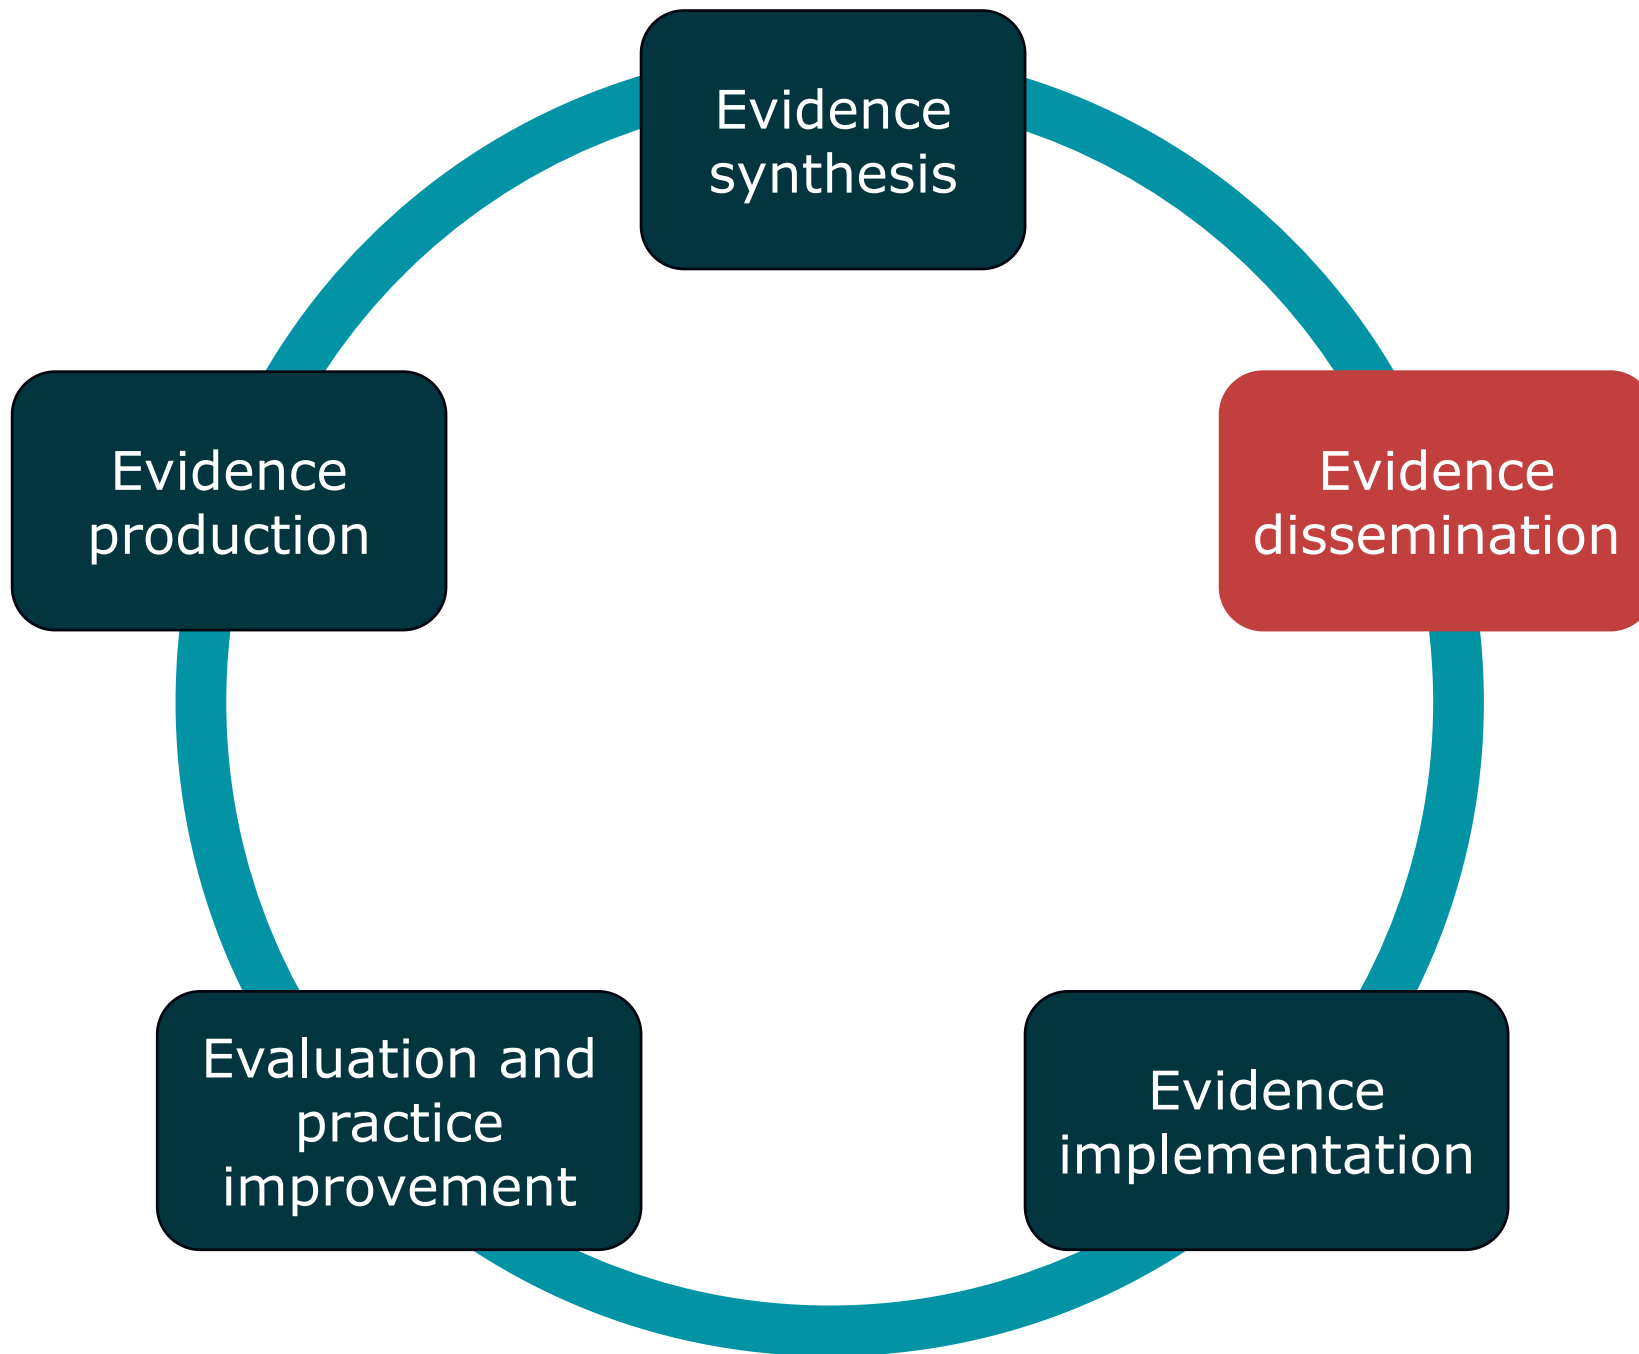 Evidence
synthesis
Evidence
production
Evidence
dissemination
Evaluation and
practice
improvement
Evidence
implementation